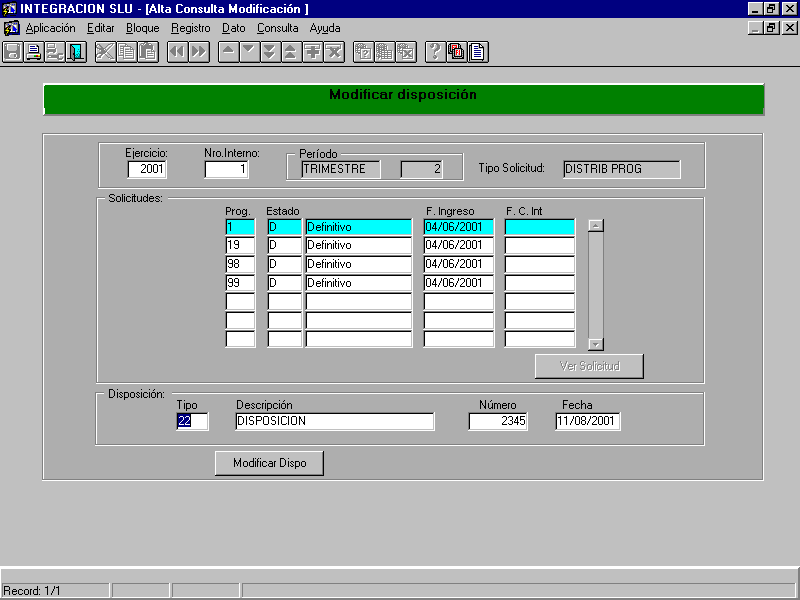 INTEGRACION SLU - [Alta Consulta Modificación ]
Aplicación Editar Bloque Registro Dato Consulta Ayuda
Modificar disposición
Ejercicio: 2001 Nro.Interno: 1 Período TRIMESTRE 2 Tipo Solicitud: DISTRIB PROG
Solicitudes:
Prog. Estado F. Ingreso F. C. Int
1 D Definitivo 04/06/2001
19 D Definitivo 04/06/2001
98 D Definitivo 04/06/2001
99 D Definitivo 04/06/2001
Ver Solicitud
Disposición:
Tipo Descripción Número Fecha
22 DISPOSICION 2345 11/08/2001
Modificar Dispo
Record: 1/1